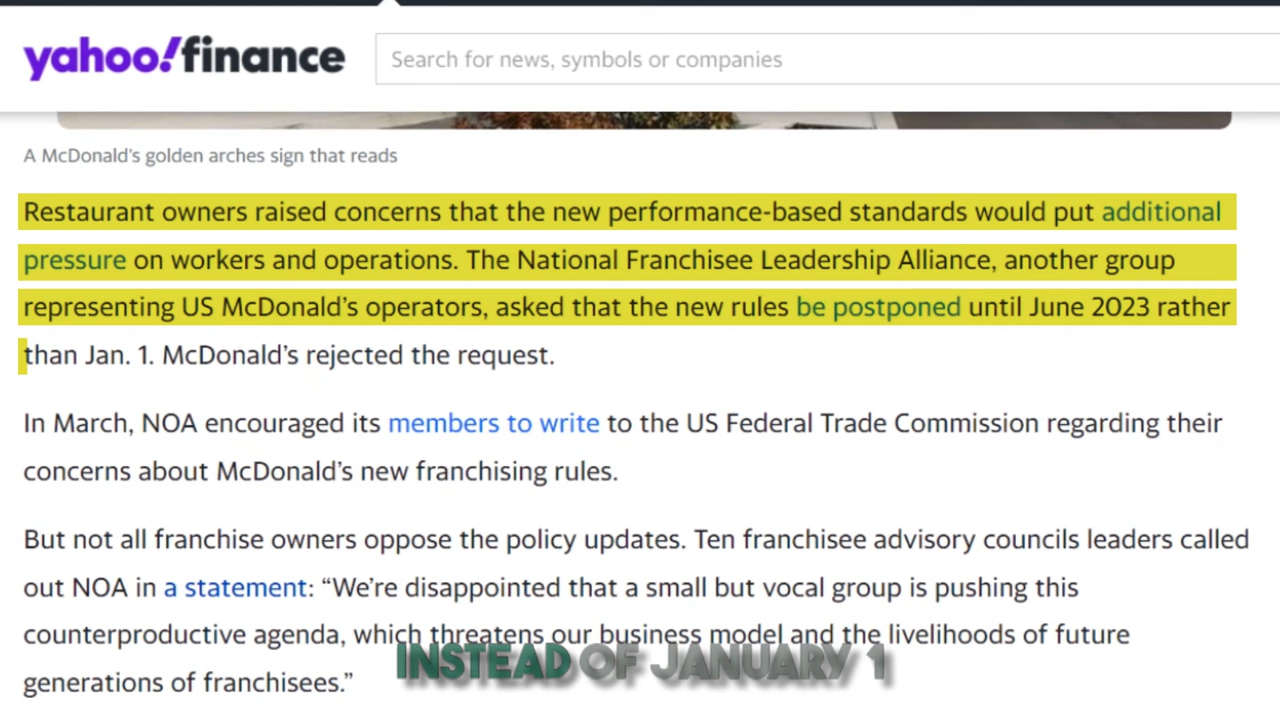 yahoo!finance
Search for news, symbols or companies
A McDonald's golden arches sign that reads
Restaurant owners raised concerns that the new performance-based standards would put additional
pressure on workers and operations. The National Franchisee Leadership Alliance, another group
representing US McDonald’s operators, asked that the new rules be postponed until June 2023 rather
than Jan. 1. McDonald’s rejected the request.
In March, NOA encouraged its members to write to the US Federal Trade Commission regarding their
concerns about McDonald’s new franchising rules.
But not all franchise owners oppose the policy updates. Ten franchisee advisory councils leaders called
out NOA in a statement: “We’re disappointed that a small but vocal group is pushing this
counterproductive agenda, which threatens our business model and the livelihoods of future
INSTEAD OF JANUARY 1
generations of franchisees.”